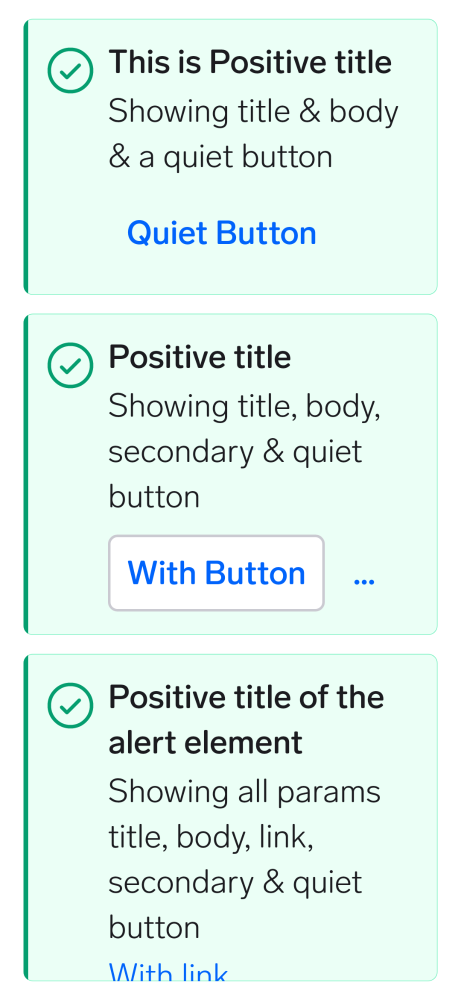 This is Positive title
Showing title & body
& a quiet button
Quiet Button
Positive title
Showing title, body,
secondary & quiet
button
With Button
...
Positive title of the
alert element
Showing all params
title, body, link,
secondary & quiet
button
With link